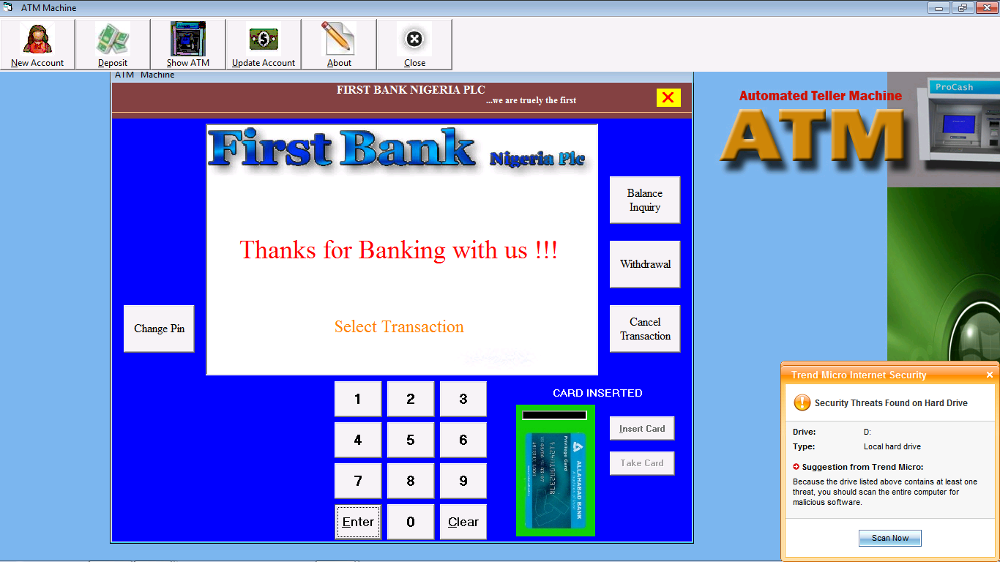 ATM Machine
New Account
Deposit
Show ATM
Update Account
About
Close
ATM Machine
FIRST BANK NIGERIA PLC
...we are truely the first
First Bank Nigeria Plc
Thanks for Banking with us !!!
Select Transaction
Change Pin
Balance
Inquiry
Withdrawal
Cancel
Transaction
1 2 3
4 5 6
7 8 9
Enter 0 Clear
CARD INSERTED
Insert Card
Take Card
ALLAHABAD BANK
Privilege Card
Automated Teller Machine
ATM
ProCash
Trend Micro Internet Security
Security Threats Found on Hard Drive
Drive: D:
Type: Local hard drive
Suggestion from Trend Micro:
Because the drive listed above contains at least one
threat, you should scan the entire computer for
malicious software.
Scan Now